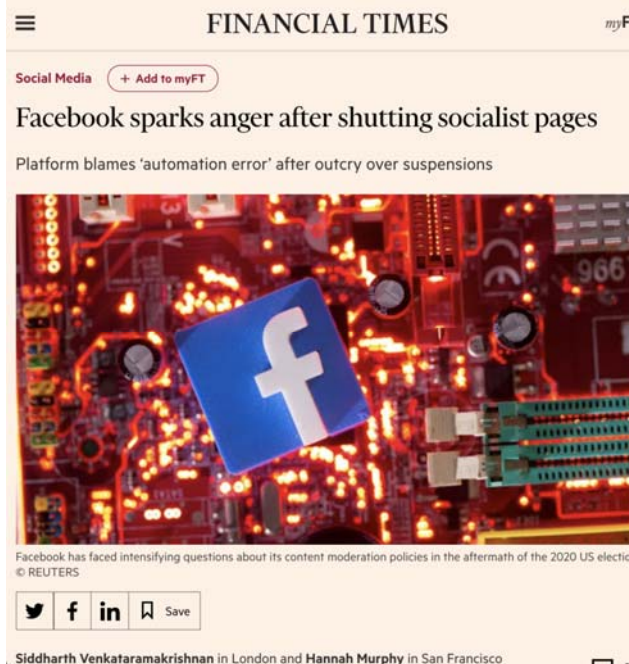 FINANCIAL TIMES
Social Media
+ Add to myFT
Facebook sparks anger after shutting socialist pages
Platform blames ‘automation error’ after outcry over suspensions
966
f
Facebook has faced intensifying questions about its content moderation policies in the aftermath of the 2020 US
© REUTERS
Save
Siddharth Venkataramakrishnan in London and Hannah Murphy in San Francisco